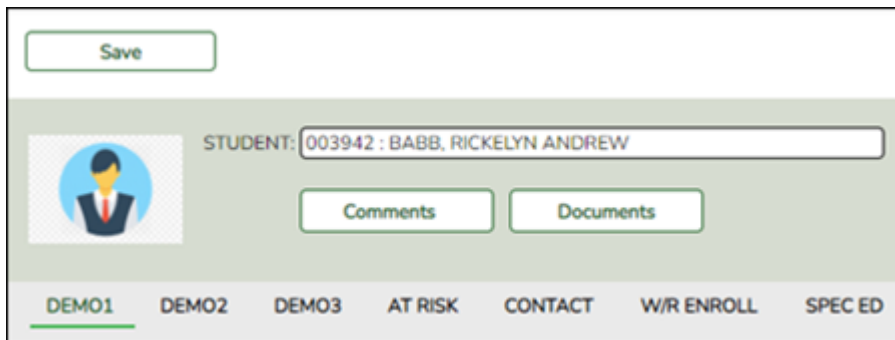 Save
STUDENT: 003942 : BABB, RICKELYN ANDREW
Comments Documents
DEMO1 DEMO2 DEMO3 AT RISK CONTACT W/R ENROLL SPEC ED